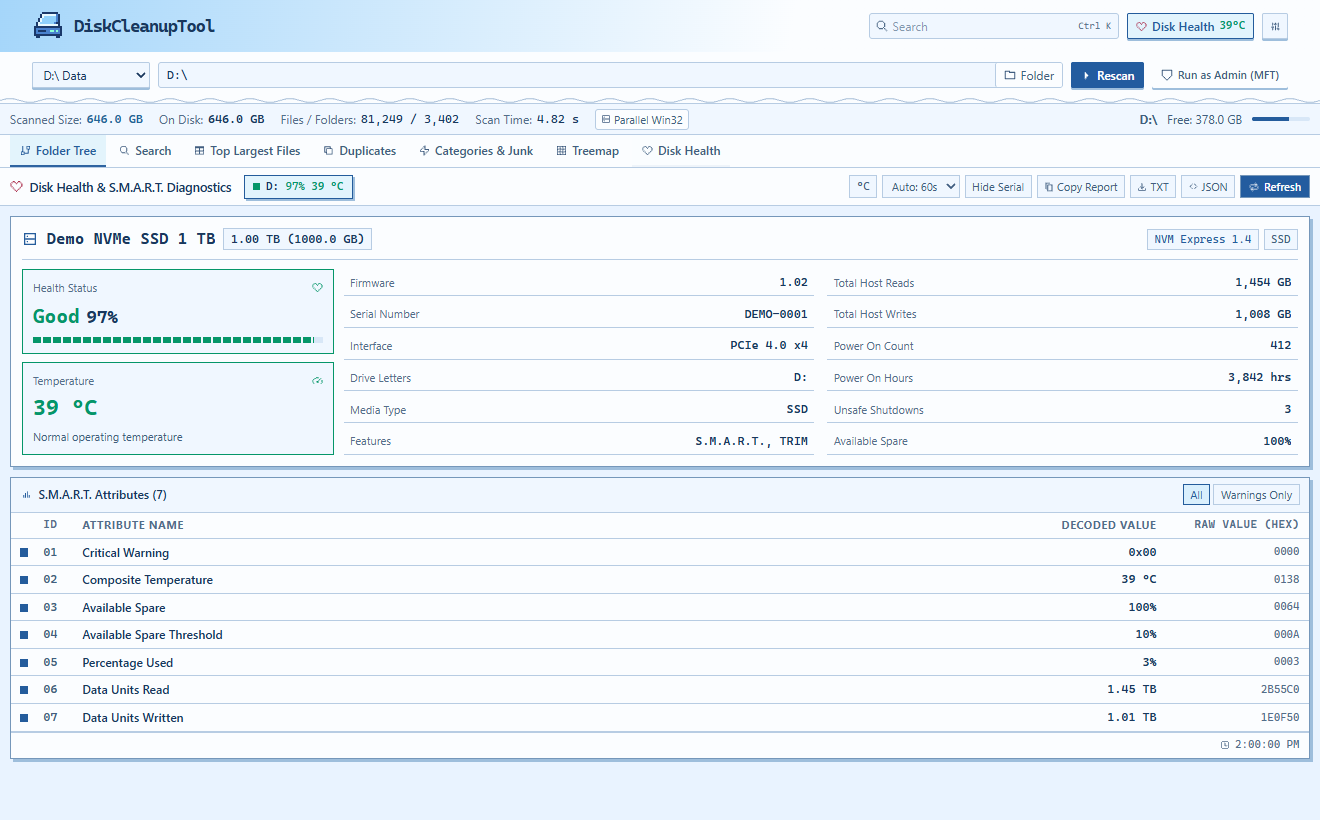 DiskCleanupTool
Search Ctrl K
Disk Health 39°C
D:\ Data
D:\
Folder
Rescan
Run as Admin (MFT)
Scanned Size: 646.0 GB On Disk: 646.0 GB Files / Folders: 81,249 / 3,402 Scan Time: 4.82 s Parallel Win32 D:\ Free: 378.0 GB
Folder Tree Search Top Largest Files Duplicates Categories & Junk Treemap Disk Health
Disk Health & S.M.A.R.T. Diagnostics D: 97% 39 °C °C Auto: 60s Hide Serial Copy Report TXT JSON Refresh
Demo NVMe SSD 1 TB 1.00 TB (1000.0 GB) NVM Express 1.4 SSD
Health Status
Good 97%
Temperature
39 °C
Normal operating temperature
Firmware 1.02
Serial Number DEMO-0001
Interface PCIe 4.0 x4
Drive Letters D:
Media Type SSD
Features S.M.A.R.T., TRIM
Total Host Reads 1,454 GB
Total Host Writes 1,008 GB
Power On Count 412
Power On Hours 3,842 hrs
Unsafe Shutdowns 3
Available Spare 100%
S.M.A.R.T. Attributes (7) All Warnings Only
ID ATTRIBUTE NAME DECODED VALUE RAW VALUE (HEX)
01 Critical Warning 0x00 0000
02 Composite Temperature 39 °C 0138
03 Available Spare 100% 0064
04 Available Spare Threshold 10% 000A
05 Percentage Used 3% 0003
06 Data Units Read 1.45 TB 2B55C0
07 Data Units Written 1.01 TB 1E0F50
2:00:00 PM